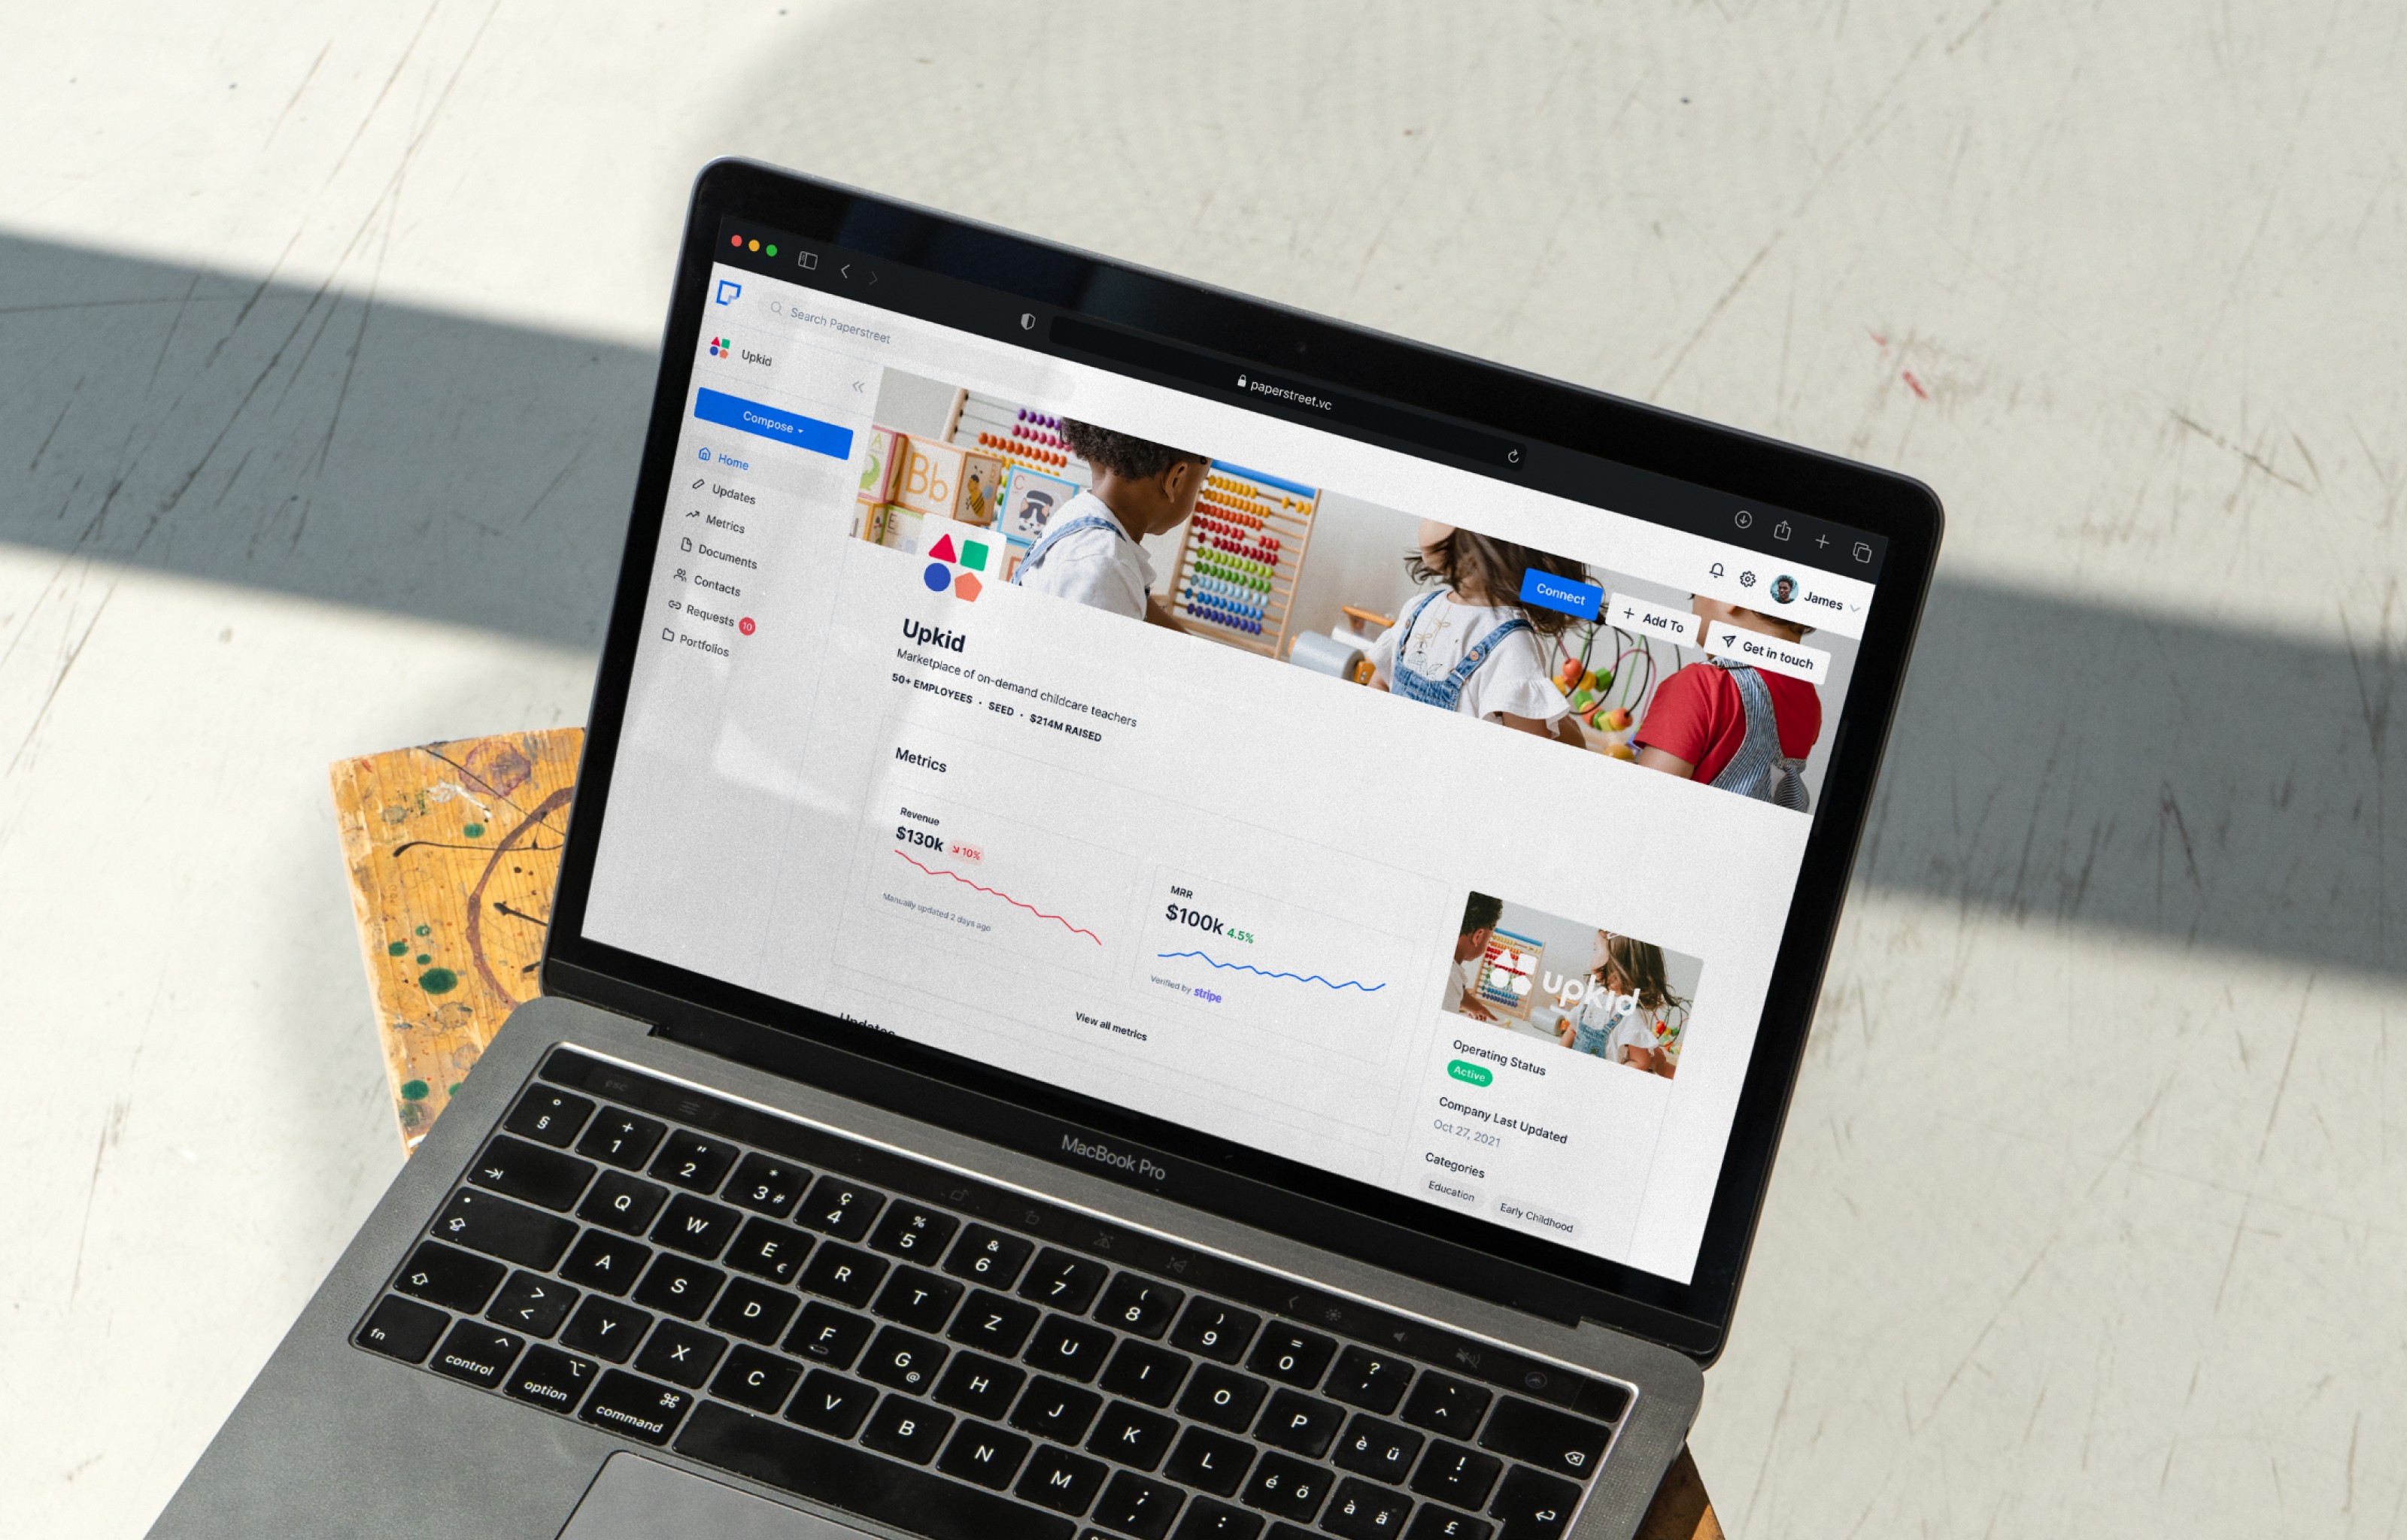 paperstreet.vc
Search Paperstreet
James
Upkid
Compose
Home
Updates
Metrics
Documents
Contacts
Requests 10
Portfolios
Bb
C
A
E
Connect
+ Add To
Get in touch
Upkid
Marketplace of on-demand childcare teachers
50+ EMPLOYEES · SEED · $214M RAISED
Metrics
Revenue
$130k 10%
Manually updated 2 days ago
MRR
$100k 4.5%
Verified by stripe
View all metrics
Updates
upkid
Operating Status
Active
Company Last Updated
Oct 27, 2021
Categories
Education Early Childhood
MacBook Pro
esc
° § + 1 " 2 * 3 # ç 4 % 5 & 6 / 7 ( 8 ) 9 = 0 ? ' ` ^
Q W E € R T Z U I O P è ü ! ¨
A S D F G @ H J K L é ö à ä £
> < Y X C V B N M ; , : .
fn control option command